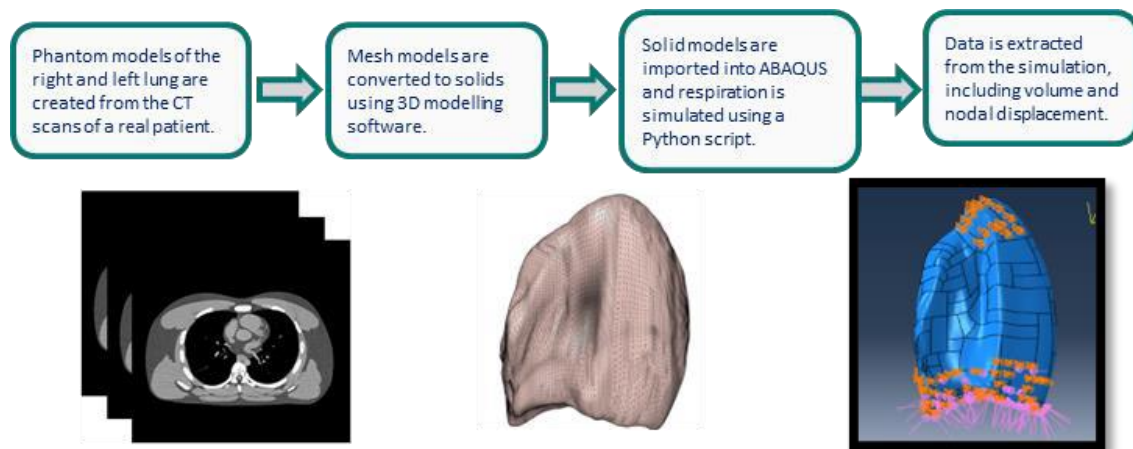 Phantom models of the
right and left lung are
created from the CT
scans of a real patient.
Mesh models are
converted to solids
using 3D modelling
software.
Solid models are
imported into ABAQUS
and respiration is
simulated using a
Python script.
Data is extracted
from the simulation,
including volume and
nodal displacement.